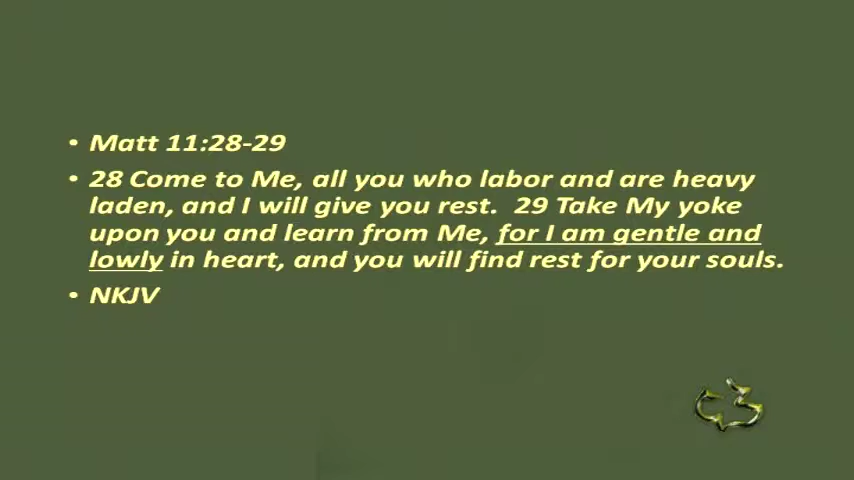 • Matt 11:28-29
• 28 Come to Me, all you who labor and are heavy
laden, and I will give you rest.  29 Take My yoke
upon you and learn from Me, for I am gentle and
lowly in heart, and you will find rest for your souls.
• NKJV
C3